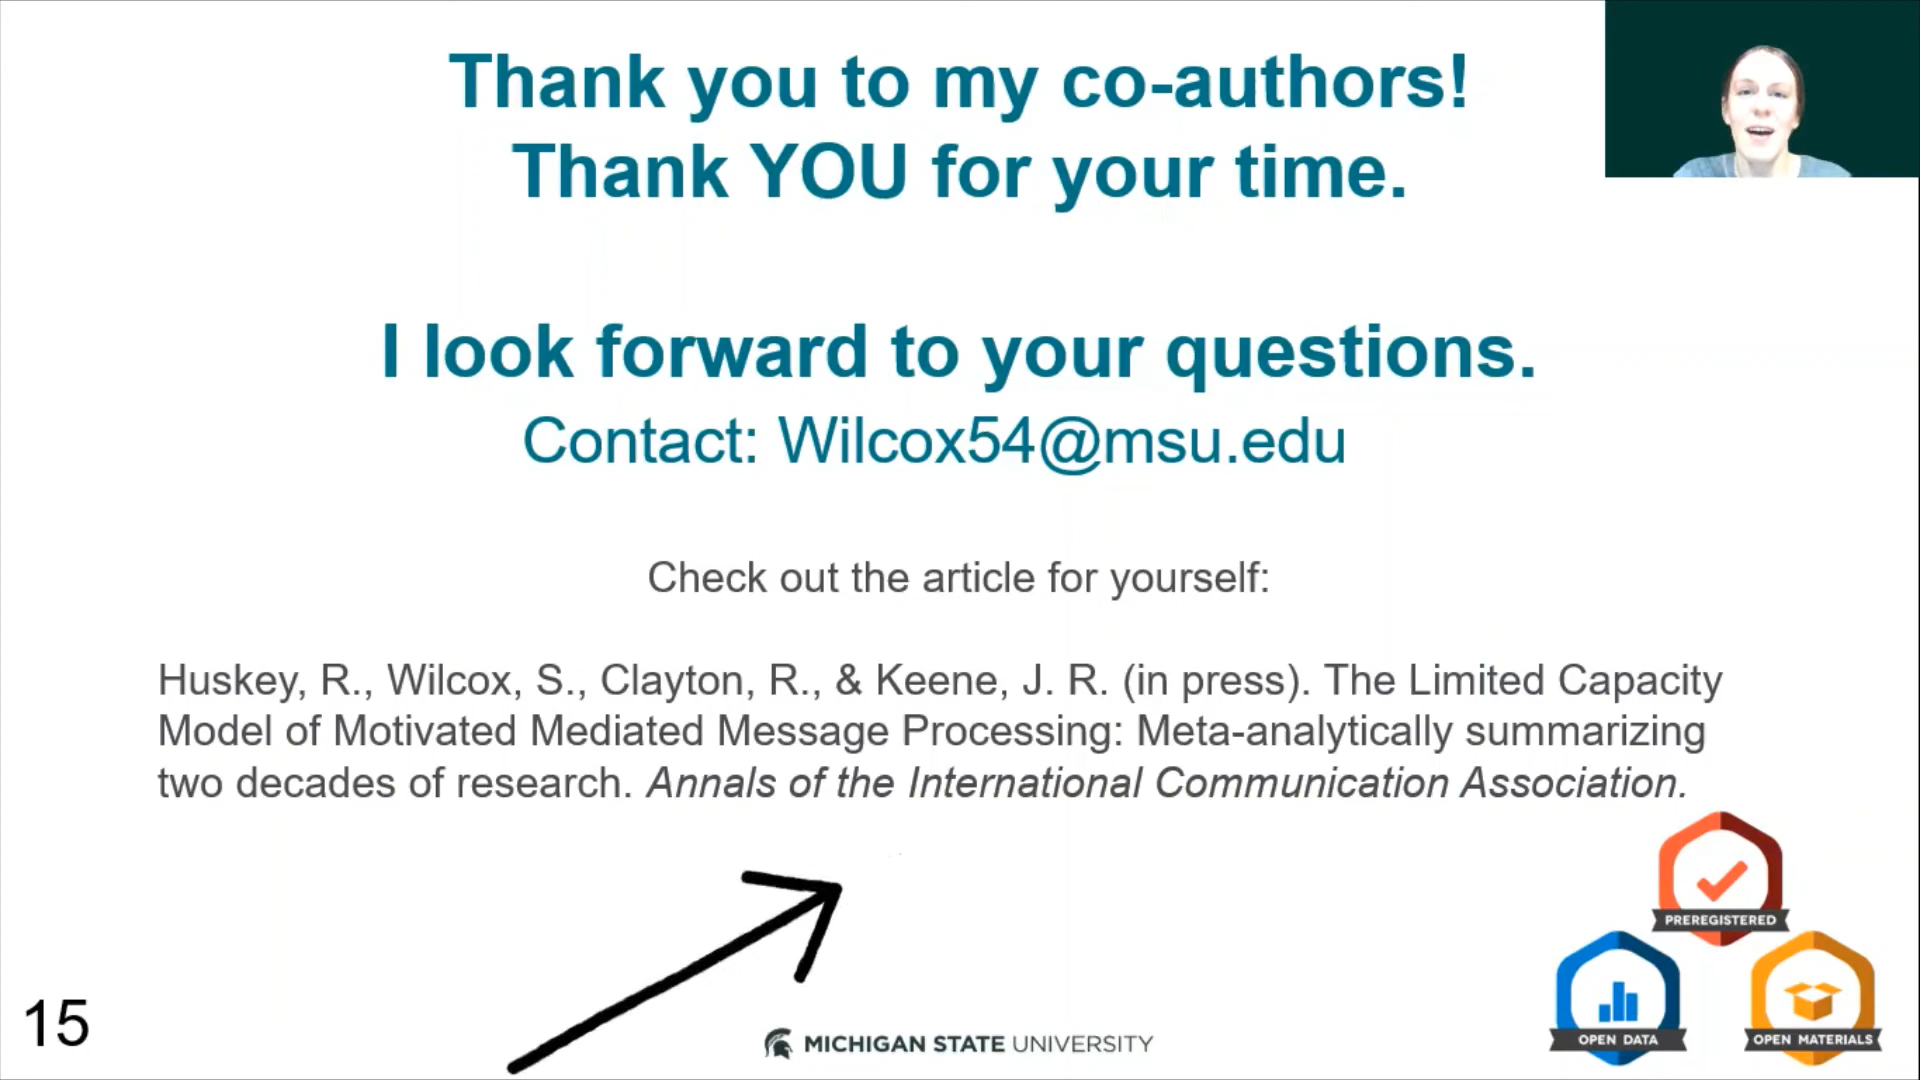 Thank you to my co-authors!
Thank YOU for your time.
I look forward to your questions.
Contact: Wilcox54@msu.edu
Check out the article for yourself:
Huskey, R., Wilcox, S., Clayton, R., & Keene, J. R. (in press). The Limited Capacity
Model of Motivated Mediated Message Processing: Meta-analytically summarizing
two decades of research. Annals of the International Communication Association.
PREREGISTERED
OPEN DATA
OPEN MATERIALS
15
MICHIGAN STATE UNIVERSITY